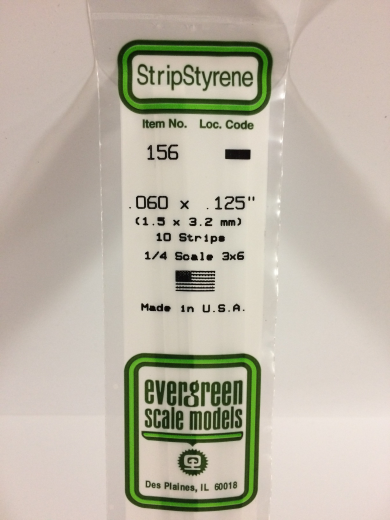 StripStyrene
Item No. Loc. Code
156
.060 x .125"
(1.5 x 3.2 mm)
10 Strips
1/4 Scale 3x6
Made in U.S.A.
evergreen
scale models
Des Plaines, IL 60018